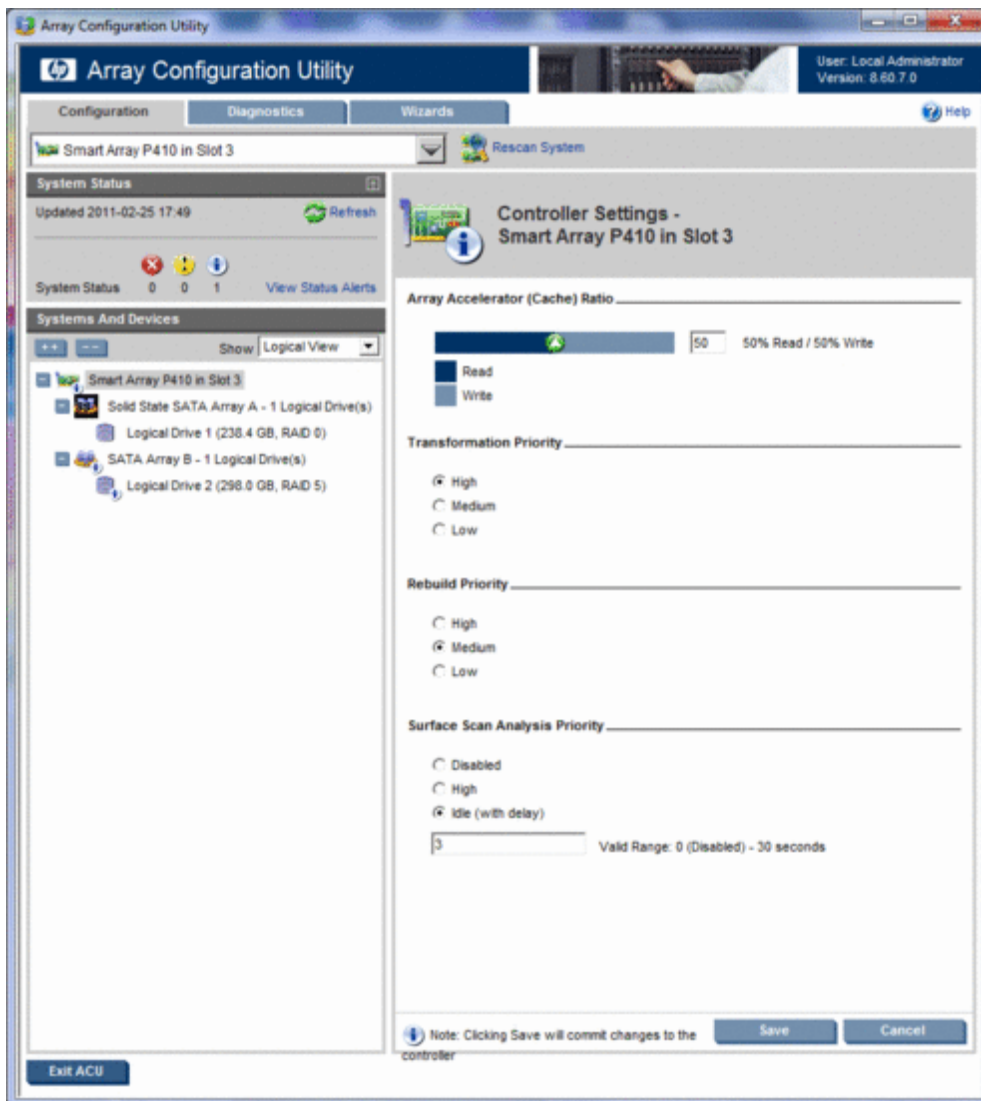 Array Configuration Utility
hp Array Configuration Utility
User: Local Administrator
Version: 8.60.7.0
Configuration Diagnostics Wizards Help
Smart Array P410 in Slot 3 Rescan System
System Status
Updated 2011-02-25 17:49 Refresh
System Status 0 0 1 View Status Alerts
Systems And Devices
++ -- Show Logical View
Smart Array P410 in Slot 3
Solid State SATA Array A - 1 Logical Drive(s)
Logical Drive 1 (238.4 GB, RAID 0)
SATA Array B - 1 Logical Drive(s)
Logical Drive 2 (298.0 GB, RAID 5)
Controller Settings -
Smart Array P410 in Slot 3
Array Accelerator (Cache) Ratio
50 50% Read / 50% Write
Read
Write
Transformation Priority
High
Medium
Low
Rebuild Priority
High
Medium
Low
Surface Scan Analysis Priority
Disabled
High
Idle (with delay)
3 Valid Range: 0 (Disabled) - 30 seconds
Note: Clicking Save will commit changes to the
controller
Save Cancel
Exit ACU